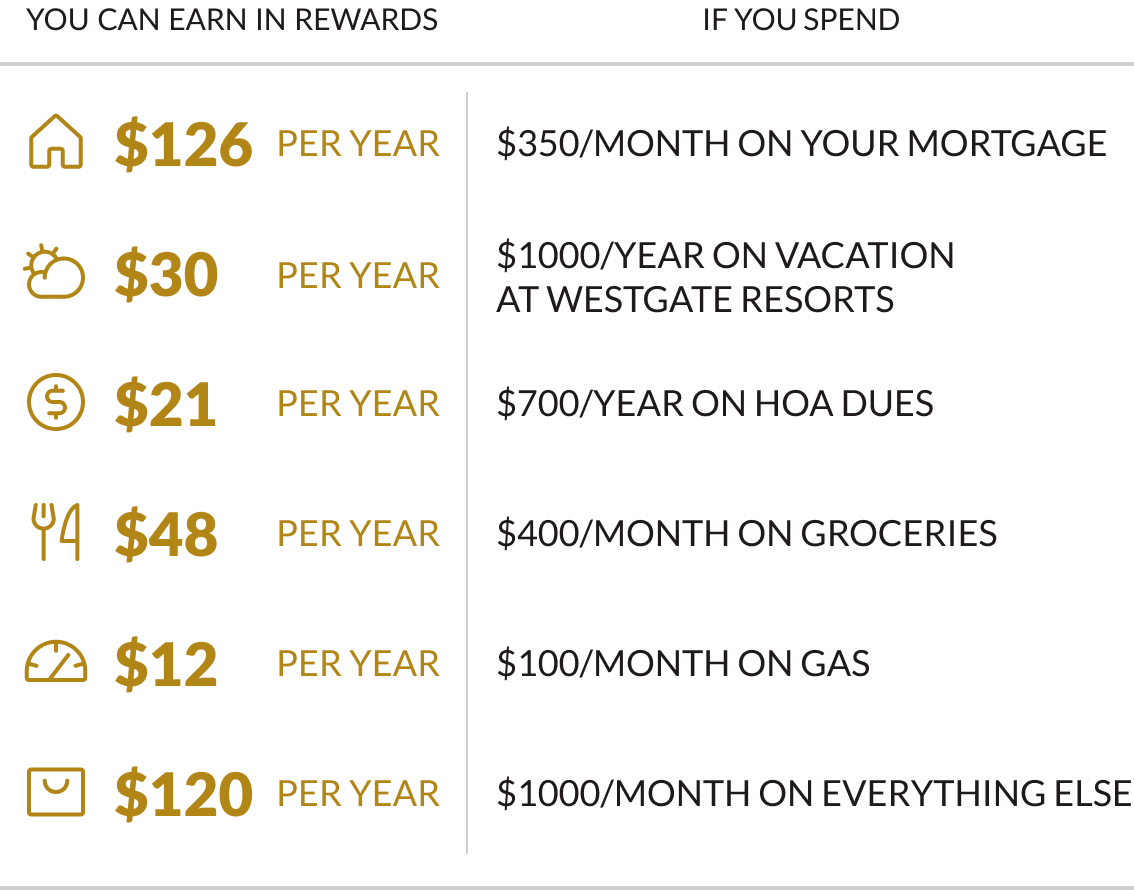 YOU CAN EARN IN REWARDS IF YOU SPEND
$126 PER YEAR $350/MONTH ON YOUR MORTGAGE
$30 PER YEAR $1000/YEAR ON VACATION
AT WESTGATE RESORTS
$21 PER YEAR $700/YEAR ON HOA DUES
$48 PER YEAR $400/MONTH ON GROCERIES
$12 PER YEAR $100/MONTH ON GAS
$120 PER YEAR $1000/MONTH ON EVERYTHING ELSE